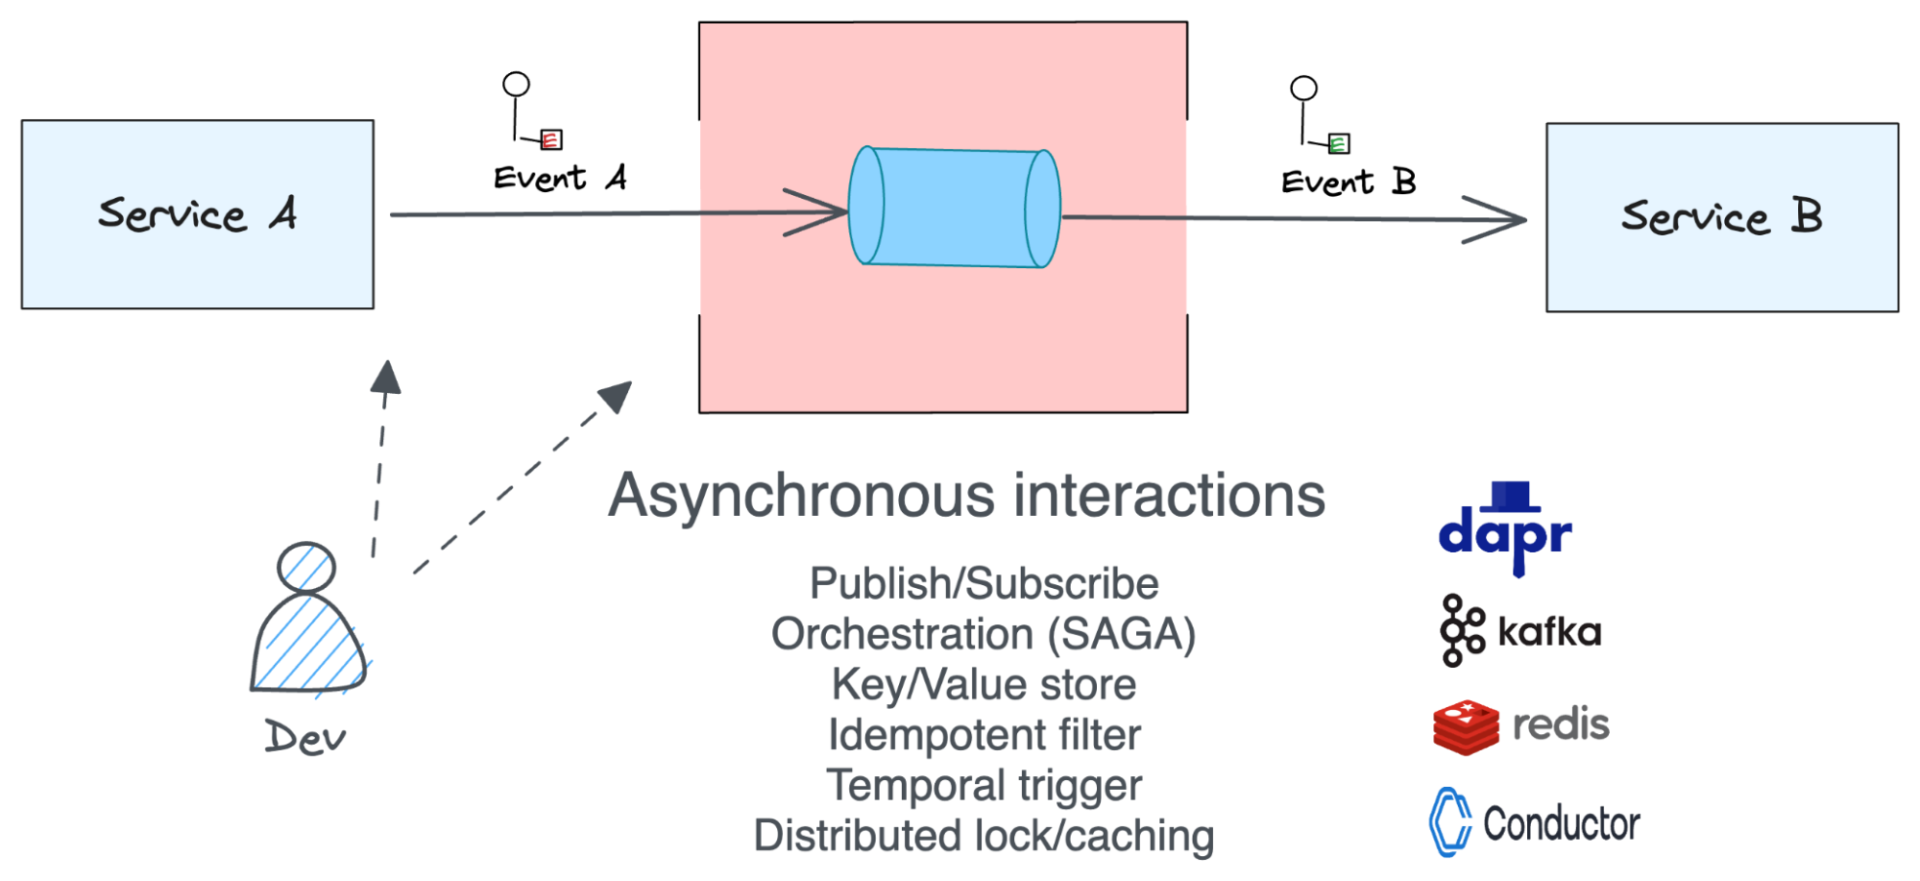 E
Event A
E
Event B
Service A
Service B
Asynchronous interactions
Publish/Subscribe
Orchestration (SAGA)
Key/Value store
Idempotent filter
Temporal trigger
Distributed lock/caching
Dev
dapr
kafka
redis
Conductor